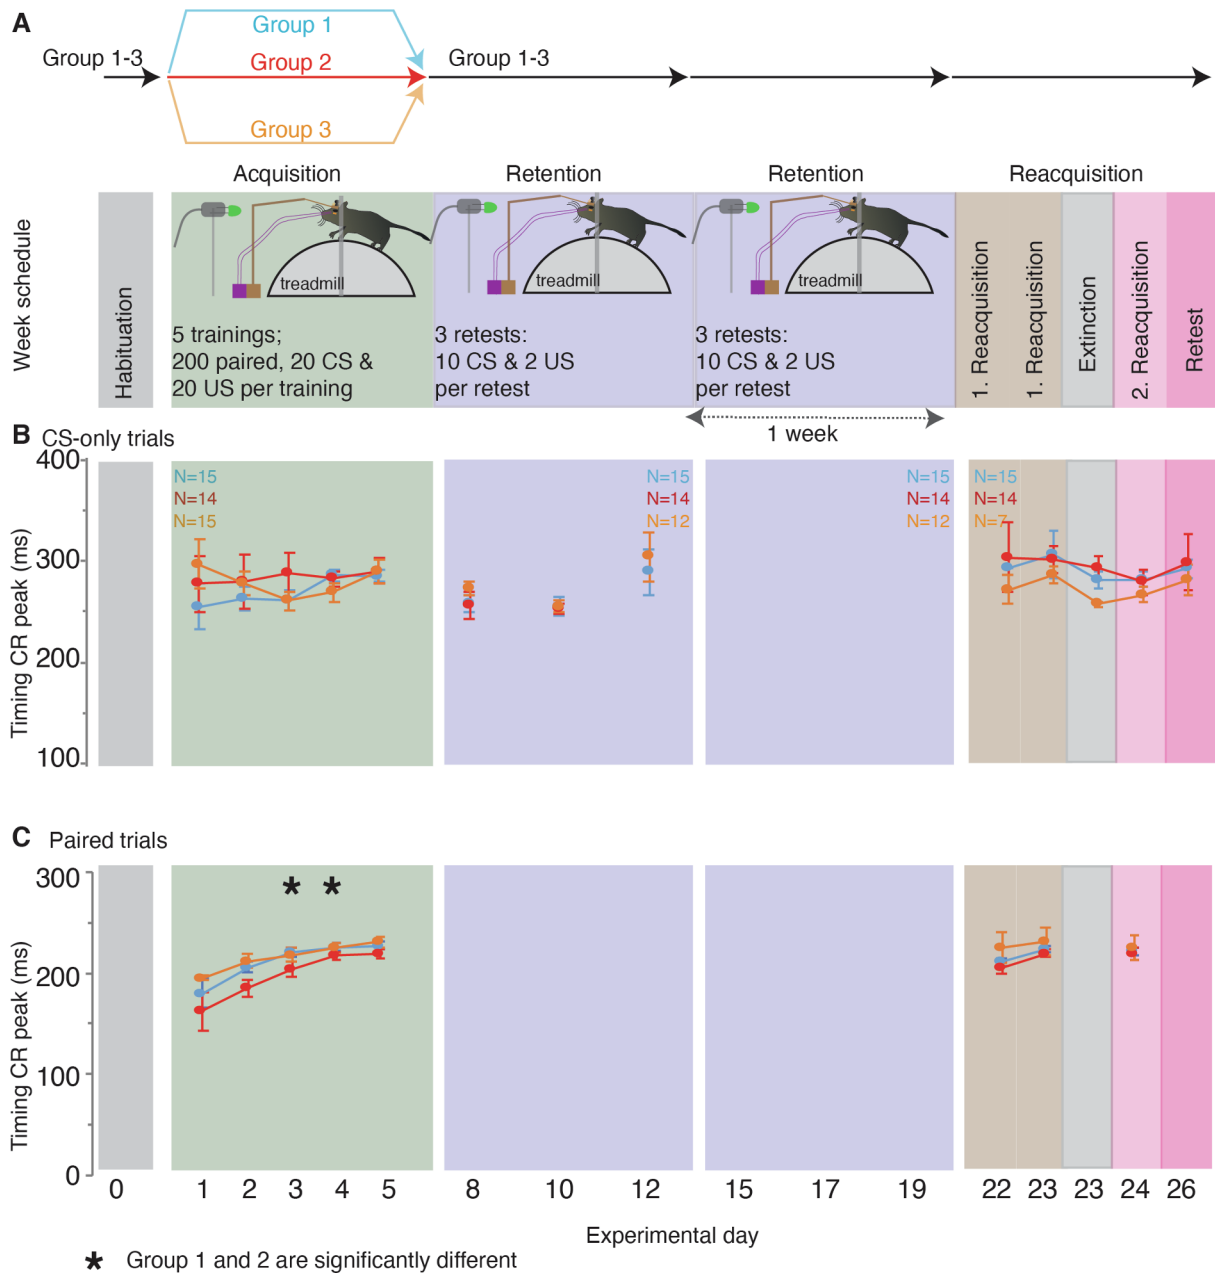 A
Group 1
Group 1-3
Group 2
Group 1-3
Group 3
Acquisition
Retention
Retention
Reacquisition
Week schedule
Habituation
treadmill
5 trainings;
200 paired, 20 CS &
20 US per training
treadmill
3 retests:
10 CS & 2 US
per retest
treadmill
3 retests:
10 CS & 2 US
per retest
1. Reacquisition
1. Reacquisition
Extinction
2. Reacquisition
Retest
1 week
B CS-only trials
Timing CR peak (ms)
400
300
200
100
N=15
N=14
N=15
N=15
N=14
N=12
N=15
N=14
N=12
N=15
N=14
N=7
C Paired trials
Timing CR peak (ms)
300
200
100
0
* *
0 1 2 3 4 5 8 10 12 15 17 19 22 23 23 24 26
Experimental day
* Group 1 and 2 are significantly different